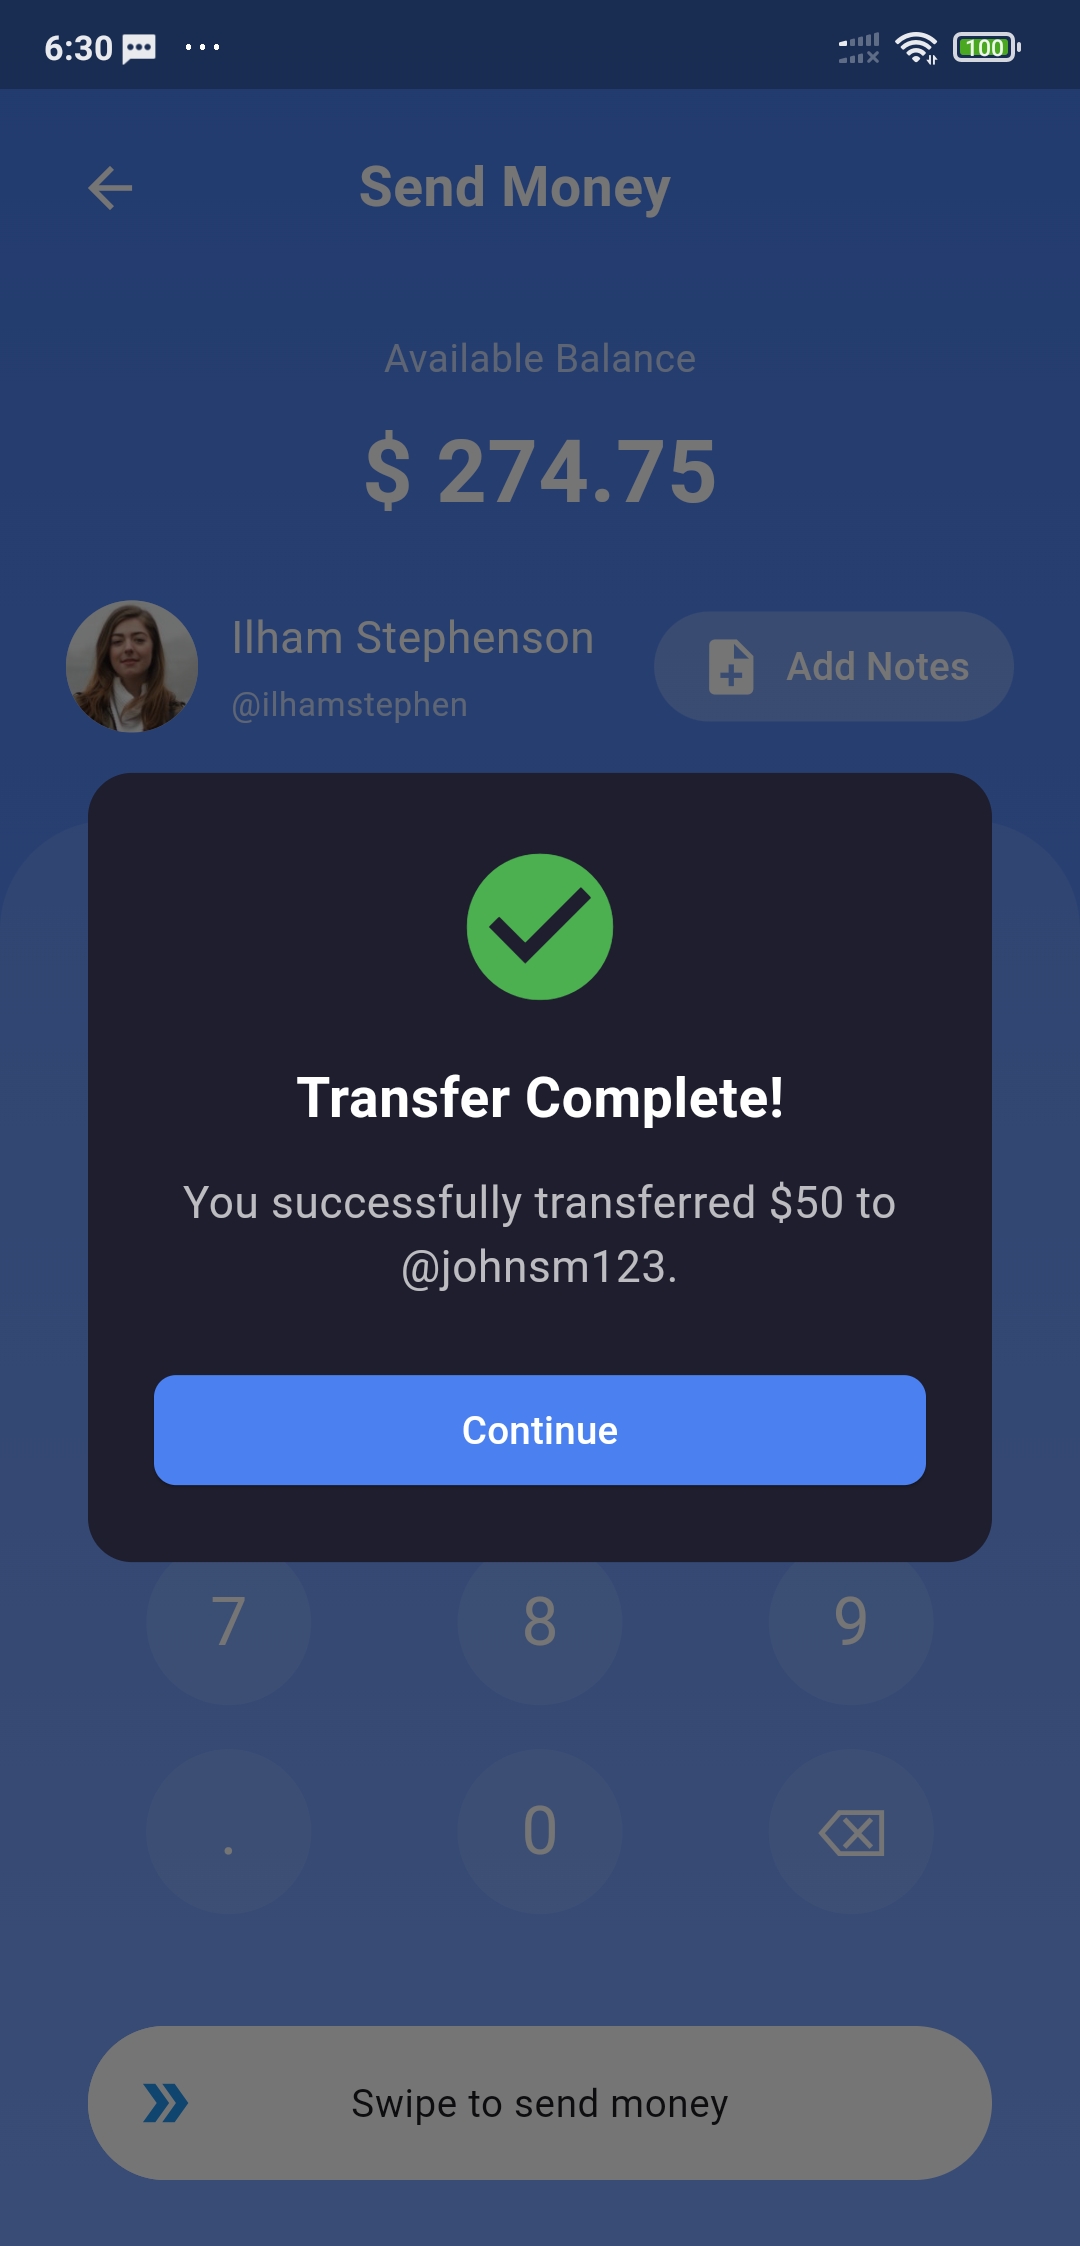 6:30
100
Send Money
Available Balance
$ 274.75
Ilham Stephenson
@ilhamstephen
Add Notes
Transfer Complete!
You successfully transferred $50 to
@johnsm123.
Continue
7 8 9
. 0
Swipe to send money